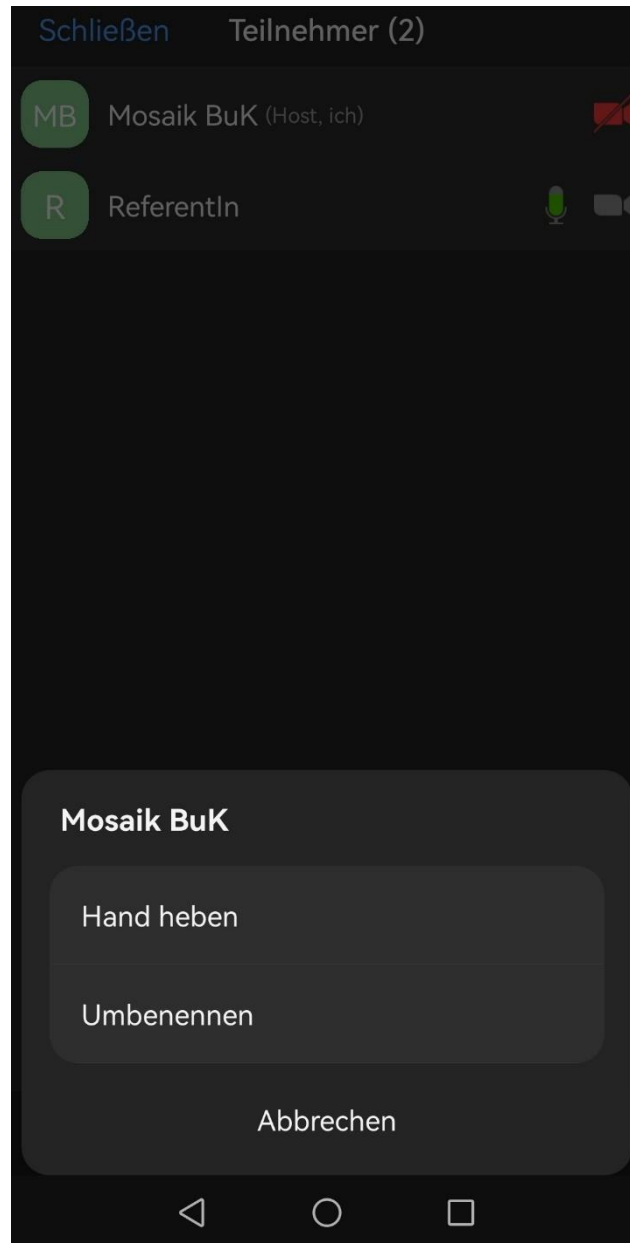 Schließen Teilnehmer (2)
MB Mosaik BuK (Host, ich)
R ReferentIn
Mosaik BuK
Hand heben
Umbenennen
Abbrechen